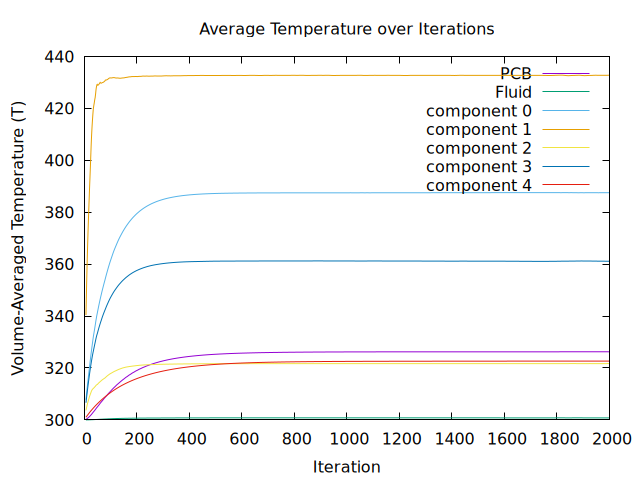 Average Temperature over Iterations
Volume-Averaged Temperature (T)
440
420
400
380
360
340
320
300
PCB
Fluid
component 0
component 1
component 2
component 3
component 4
0 200 400 600 800 1000 1200 1400 1600 1800 2000
Iteration